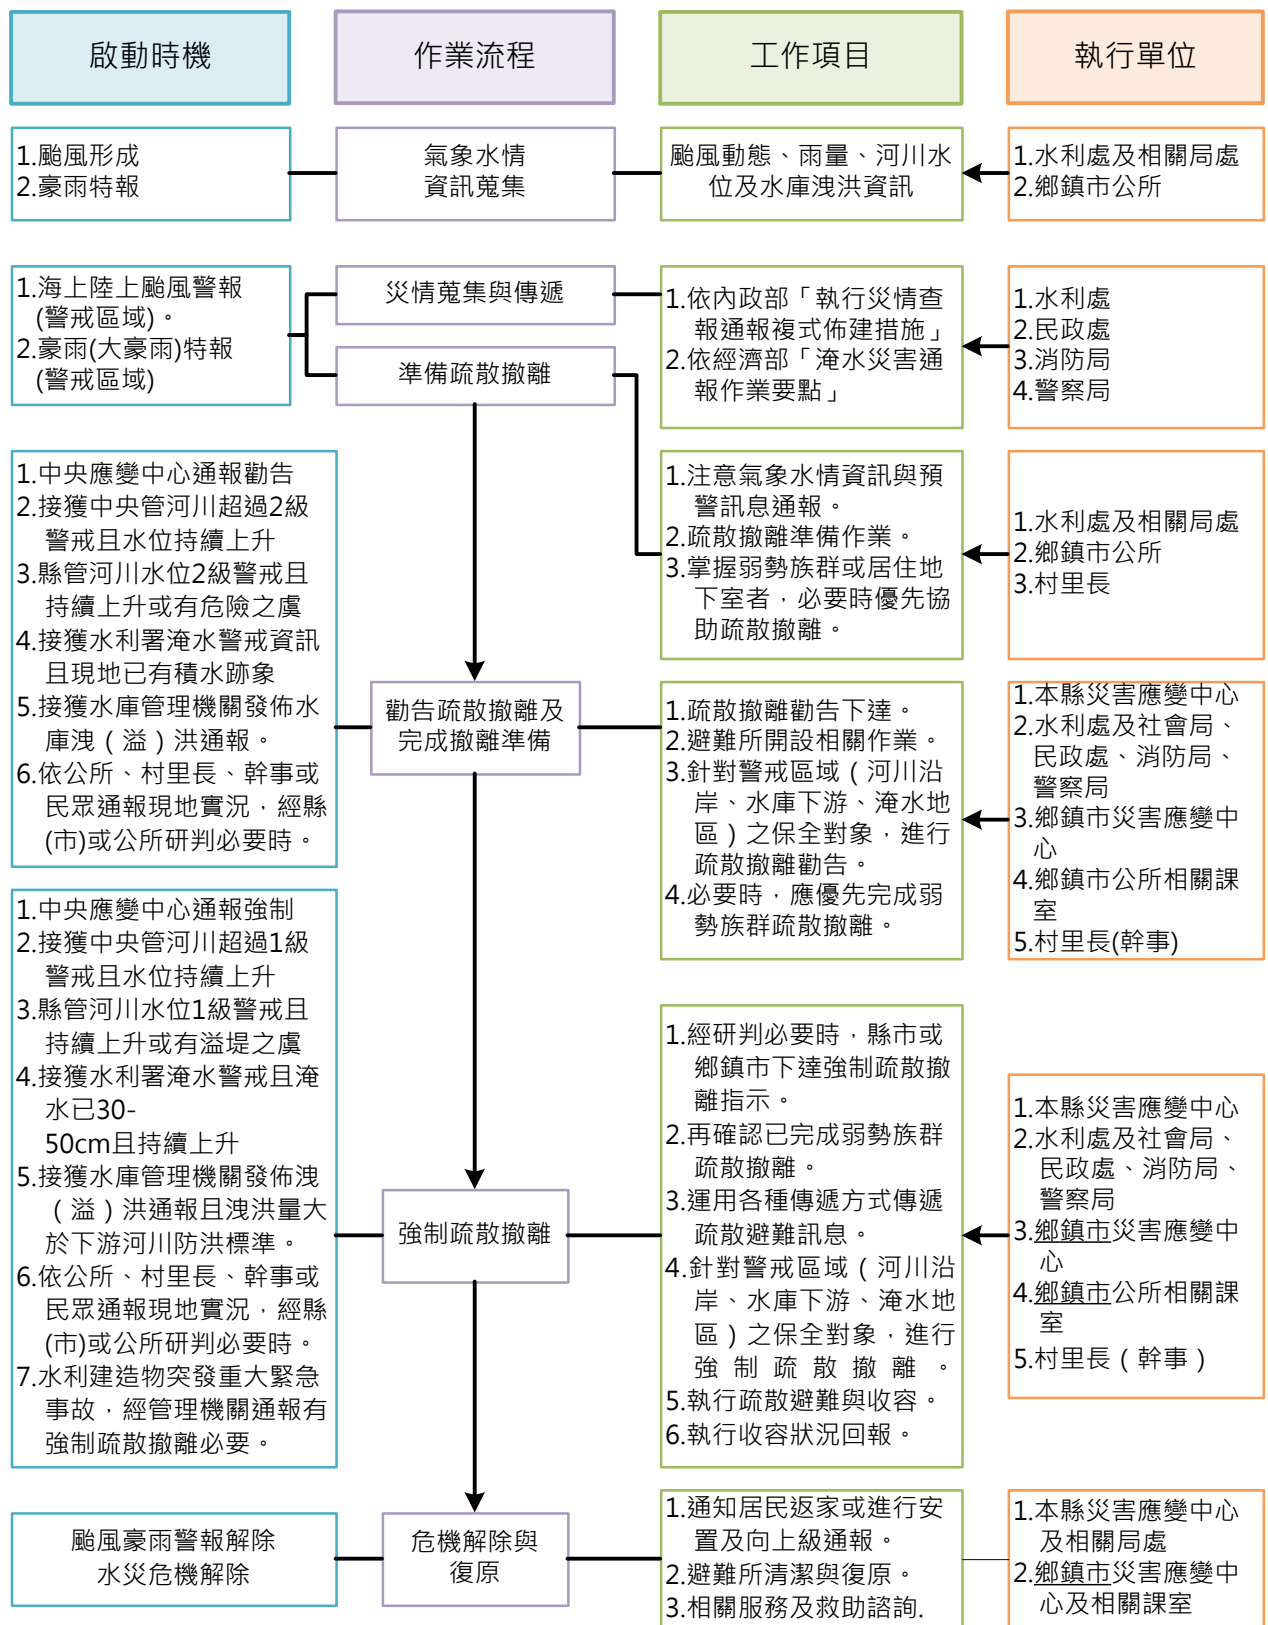 啟動時機
作業流程
工作項目
執行單位
1.颱風形成
2.豪雨特報
氣象水情
資訊蒐集
颱風動態、雨量、河川水
位及水庫洩洪資訊
1.水利處及相關局處
2.鄉鎮市公所
1.海上陸上颱風警報
(警戒區域)。
2.豪雨(大豪雨)特報
(警戒區域)
災情蒐集與傳遞
準備疏散撤離
1.依內政部「執行災情查
報通報複式佈建措施」
2.依經濟部「淹水災害通
報作業要點」
1.水利處
2.民政處
3.消防局
4.警察局
1.注意氣象水情資訊與預
警訊息通報。
2.疏散撤離準備作業。
3.掌握弱勢族群或居住地
下室者，必要時優先協
助疏散撤離。
1.水利處及相關局處
2.鄉鎮市公所
3.村里長
1.中央應變中心通報勸告
2.接獲中央管河川超過2級
警戒且水位持續上升
3.縣管河川水位2級警戒且
持續上升或有危險之虞
4.接獲水利署淹水警戒資訊
且現地已有積水跡象
5.接獲水庫管理機關發佈水
庫洩（溢）洪通報。
6.依公所、村里長、幹事或
民眾通報現地實況，經縣
(市)或公所研判必要時。
勸告疏散撤離及
完成撤離準備
1.疏散撤離勸告下達。
2.避難所開設相關作業。
3.針對警戒區域（河川沿
岸、水庫下游、淹水地
區）之保全對象，進行
疏散撤離勸告。
4.必要時，應優先完成弱
勢族群疏散撤離。
1.本縣災害應變中心
2.水利處及社會局、
民政處、消防局、
警察局
3.鄉鎮市災害應變中
心
4.鄉鎮市公所相關課
室
5.村里長(幹事)
1.中央應變中心通報強制
2.接獲中央管河川超過1級
警戒且水位持續上升
3.縣管河川水位1級警戒且
持續上升或有溢堤之虞
4.接獲水利署淹水警戒且淹
水已30-
50cm且持續上升
5.接獲水庫管理機關發佈洩
（溢）洪通報且洩洪量大
於下游河川防洪標準。
6.依公所、村里長、幹事或
民眾通報現地實況，經縣
(市)或公所研判必要時。
7.水利建造物突發重大緊急
事故，經管理機關通報有
強制疏散撤離必要。
強制疏散撤離
1.經研判必要時，縣市或
鄉鎮市下達強制疏散撤
離指示。
2.再確認已完成弱勢族群
疏散撤離。
3.運用各種傳遞方式傳遞
疏散避難訊息。
4.針對警戒區域（河川沿
岸、水庫下游、淹水地
區）之保全對象，進行
強制疏散撤離。
5.執行疏散避難與收容。
6.執行收容狀況回報。
1.本縣災害應變中心
2.水利處及社會局、
民政處、消防局、
警察局
3.鄉鎮市災害應變中
心
4.鄉鎮市公所相關課
室
5.村里長（幹事）
颱風豪雨警報解除
水災危機解除
危機解除與
復原
1.通知居民返家或進行安
置及向上級通報。
2.避難所清潔與復原。
3.相關服務及救助諮詢.
1.本縣災害應變中心
及相關局處
2.鄉鎮市災害應變中
心及相關課室